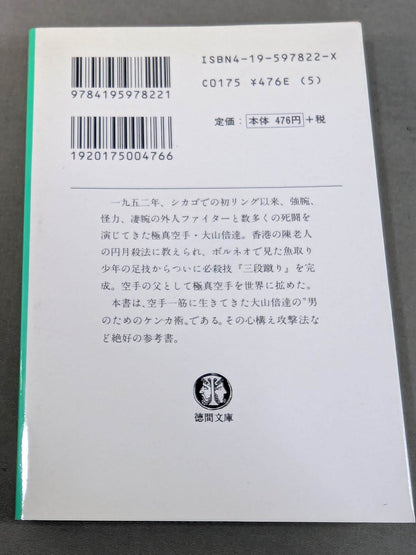 ISBN4-19-597822-X
9784195978221
C0175 ¥476E (5)
定価：本体 476円+税
1920175004766
一九五二年、シカゴでの初リング以来、強腕、
怪力、凄腕の外人ファイターと数多くの死闘を
演じてきた極真空手・大山倍達。香港の陳老人
の円月殺法に教えられ、ボルネオで見た魚取り
少年の足技からついに必殺技『三段蹴り』を完
成。空手の父として極真空手を世界に拡めた。
本書は、空手一筋に生きてきた大山倍達の"男
のためのケンカ術"である。その心構え攻撃法な
ど絶好の参考書。
徳間文庫